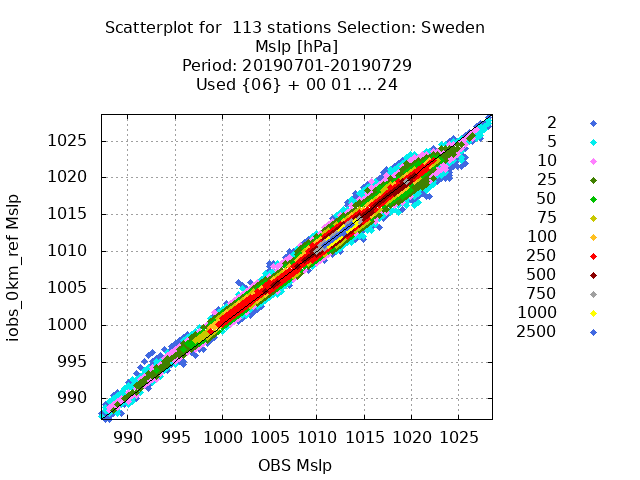 Scatterplot for  113 stations Selection: Sweden
Mslp [hPa]
Period: 20190701-20190729
Used {06} + 00 01 ... 24
iobs_0km_ref Mslp
1025
1020
1015
1010
1005
1000
995
990
990 995 1000 1005 1010 1015 1020 1025
OBS Mslp
2
5
10
25
50
75
100
250
500
750
1000
2500